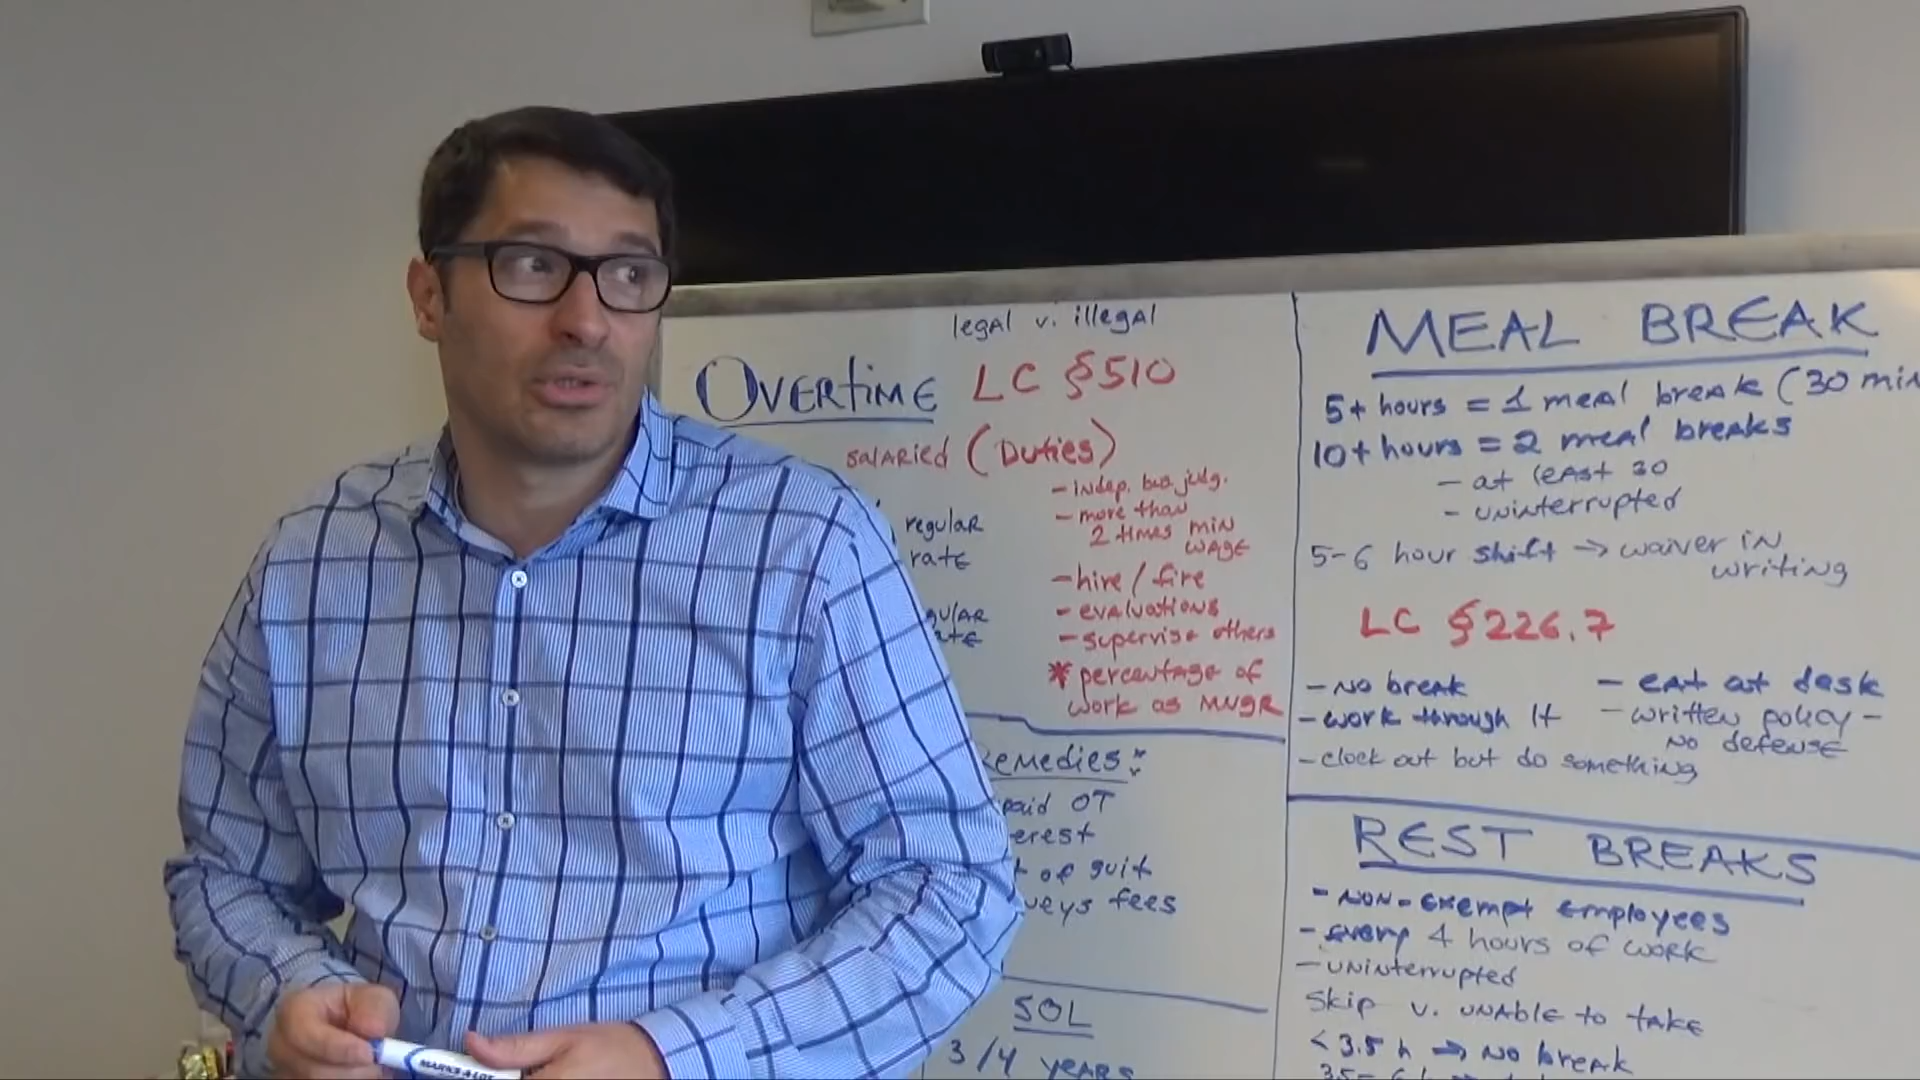 legal v. illegal
OVERTIME LC §510
SALARIED (DUTIES)
- INDEP. BUS. JUDG.
- more than
2 times MIN
WAGE
- hire / fire
- EVALUATIONS
- supervise others
* percentage of
work as MNGR
regular
RATE
paid OT
of suit
fees
SOL
3/4 YEARS
MEAL BREAK
5+ hours = 1 meal break (30 min
10+ hours = 2 meal breaks
- at least 30
- uninterrupted
5-6 hour shift → waiver in
writing
LC §226.7
- No break
- work through it
- clock out but do something
- eat at desk
- written policy -
NO DEFENSE
REST BREAKS
- NON-exempt employees
- every 4 hours of work
- uninterrupted
Skip v. unable to take
< 3.5 h → no break
MARKS-A-LOT